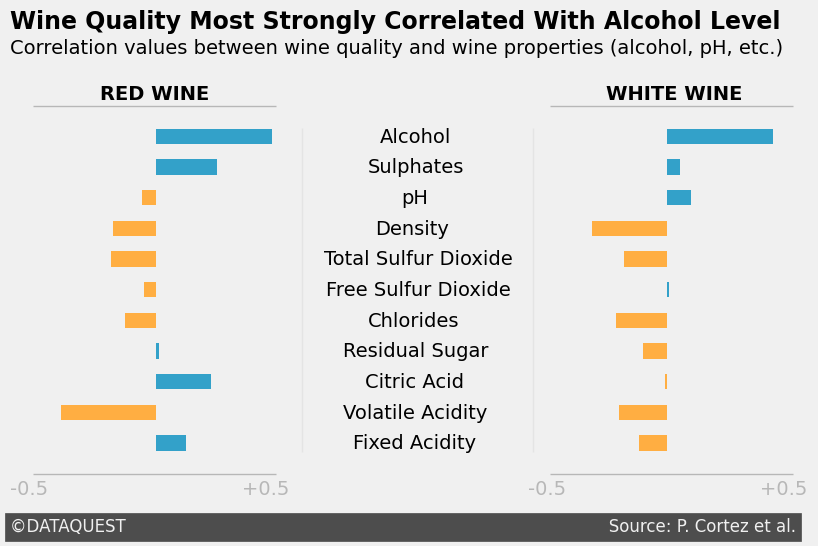 Wine Quality Most Strongly Correlated With Alcohol Level
Correlation values between wine quality and wine properties (alcohol, pH, etc.)
RED WINE
WHITE WINE
Alcohol
Sulphates
pH
Density
Total Sulfur Dioxide
Free Sulfur Dioxide
Chlorides
Residual Sugar
Citric Acid
Volatile Acidity
Fixed Acidity
-0.5 +0.5
-0.5 +0.5
©DATAQUEST
Source: P. Cortez et al.